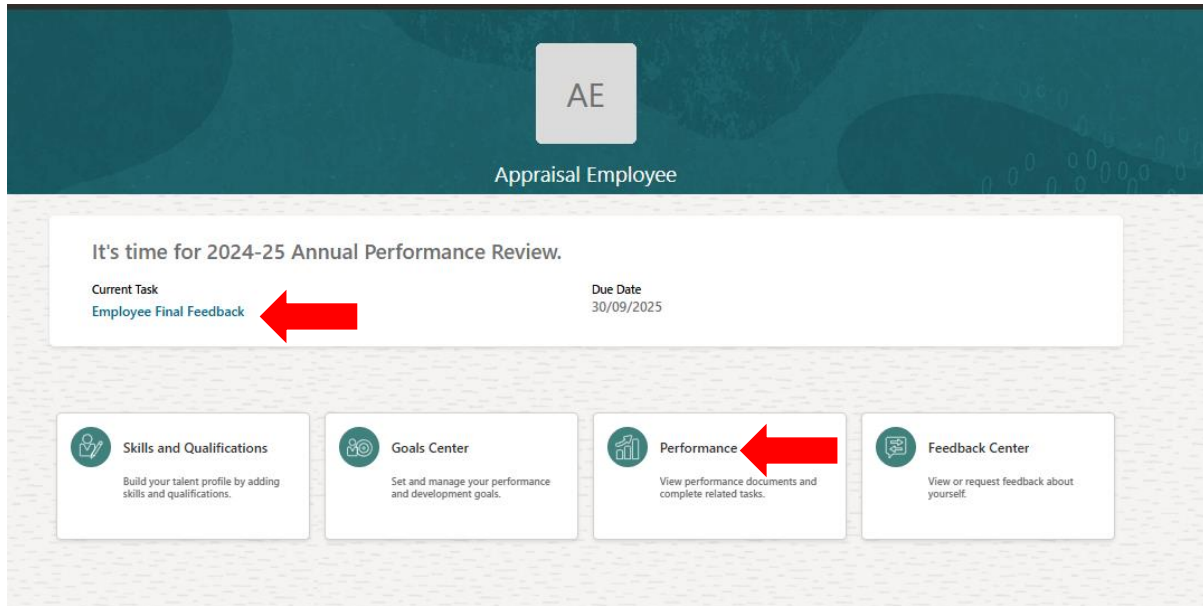 AE
Appraisal Employee
It's time for 2024-25 Annual Performance Review.
Current Task
Employee Final Feedback
Due Date
30/09/2025
Skills and Qualifications
Build your talent profile by adding
skills and qualifications.
Goals Center
Set and manage your performance
and development goals.
Performance
View performance documents and
complete related tasks.
Feedback Center
View or request feedback about
yourself.